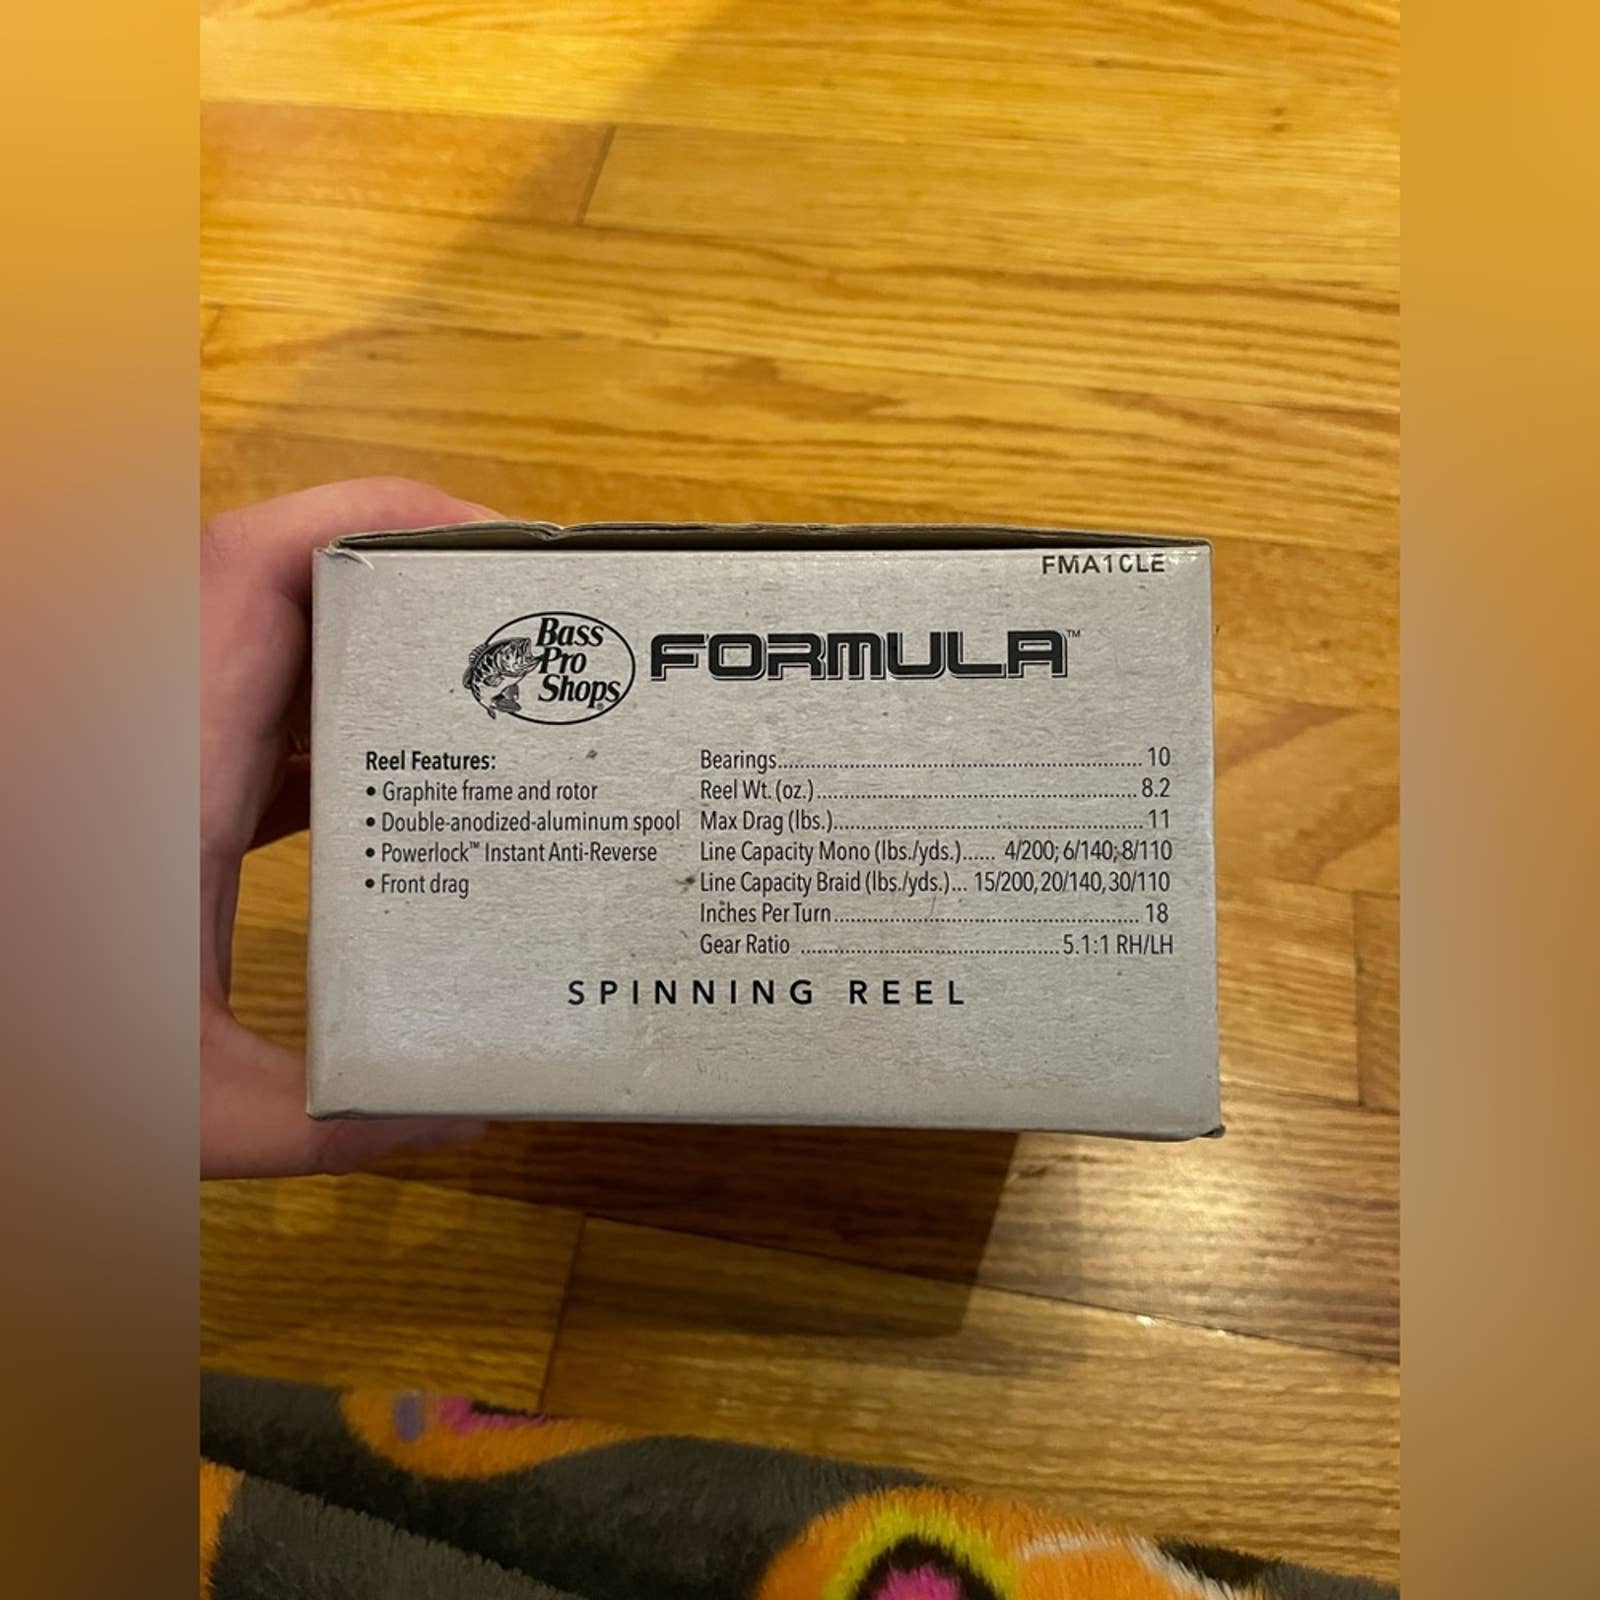 FMA10LE
Bass
Pro
Shops®
FORMULA™
Reel Features:
• Graphite frame and rotor
• Double-anodized-aluminum spool
• Powerlock™ Instant Anti-Reverse
• Front drag
Bearings.......................................................... 10
Reel Wt. (oz.).................................................... 8.2
Max Drag (lbs.).................................................. 11
Line Capacity Mono (lbs./yds.)...... 4/200; 6/140; 8/110
Line Capacity Braid (lbs./yds.)... 15/200, 20/140, 30/110
Inches Per Turn.................................................. 18
Gear Ratio .......................................... 5.1:1 RH/LH
SPINNING REEL